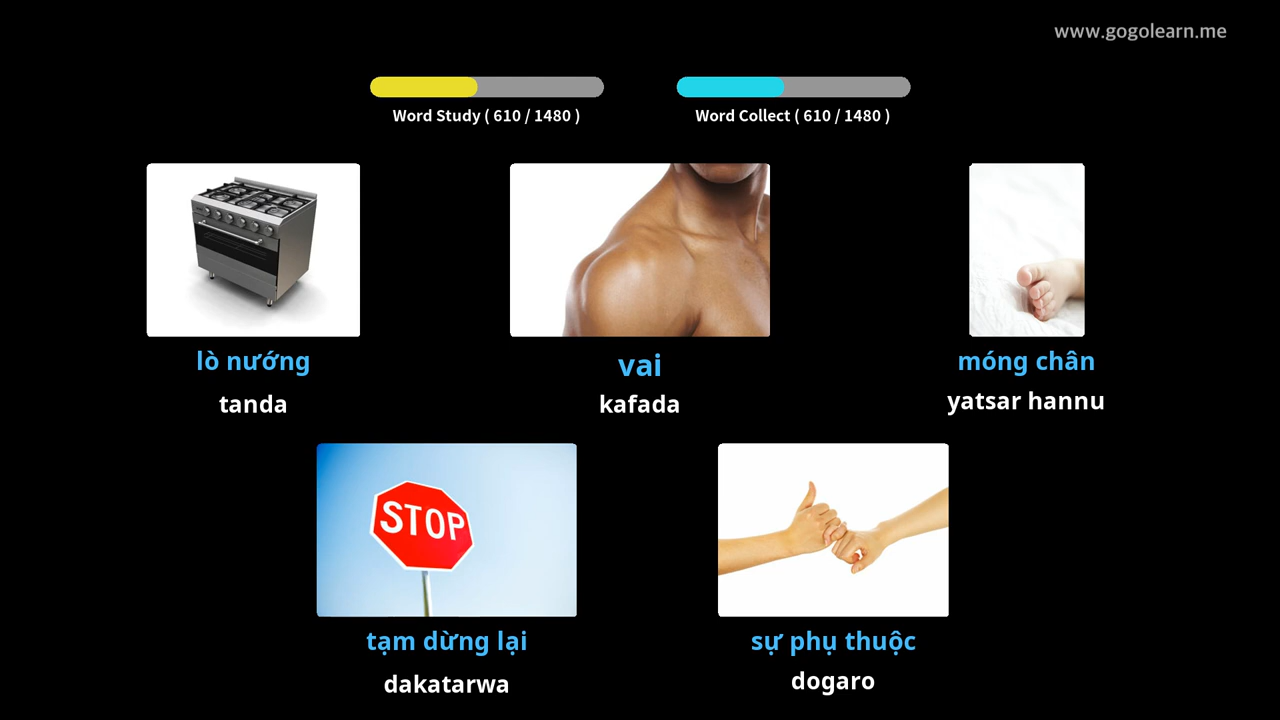 www.gogolearn.me
Word Study ( 610 / 1480 )
Word Collect ( 610 / 1480 )
lò nướng
tanda
vai
kafada
móng chân
yatsar hannu
STOP
tạm dừng lại
dakatarwa
sự phụ thuộc
dogaro